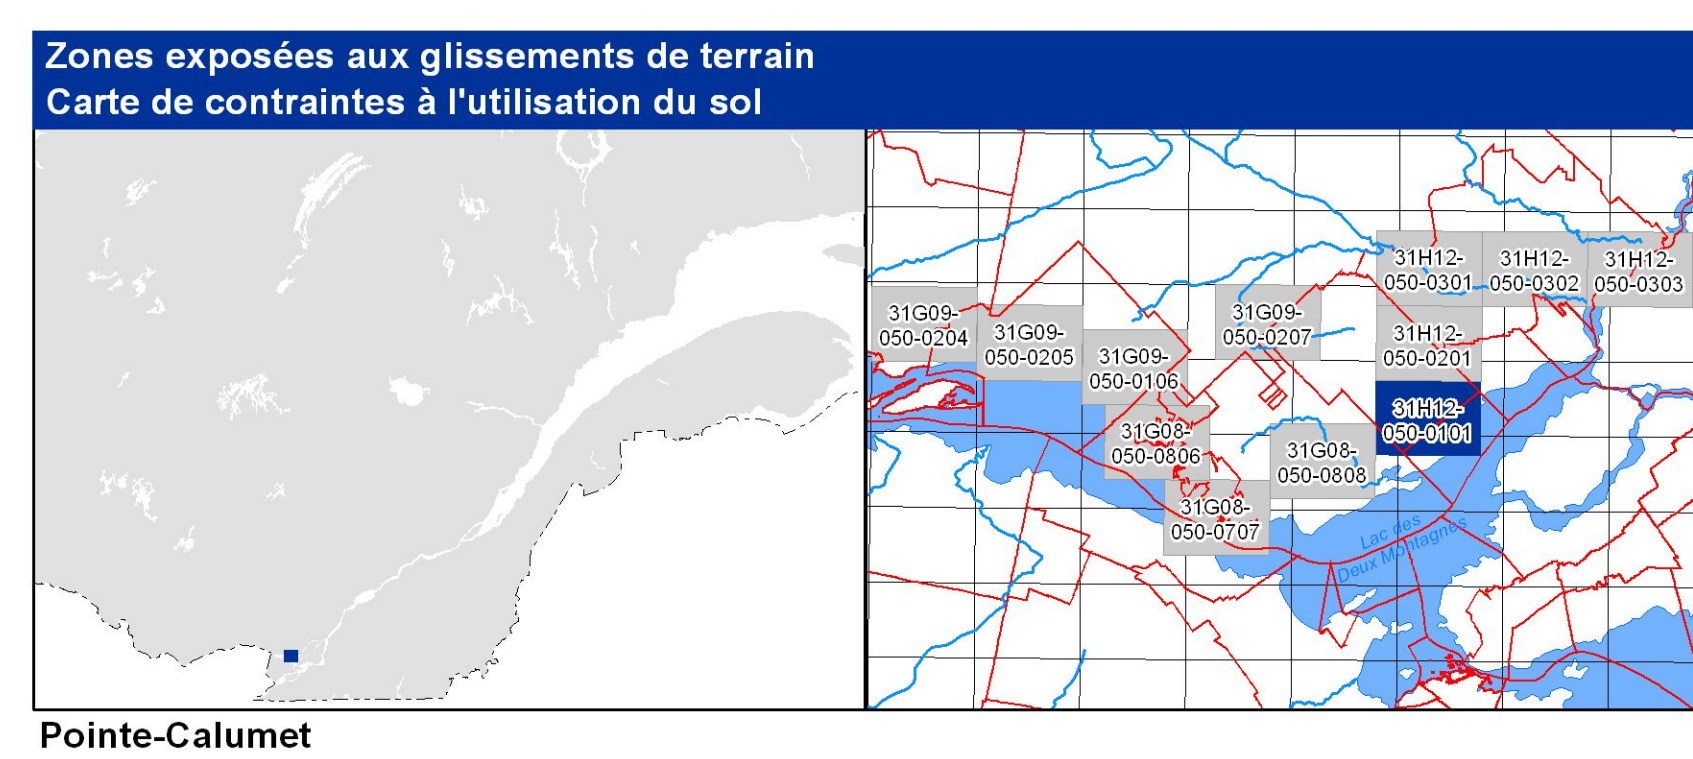 Zones exposées aux glissements de terrain
Carte de contraintes à l'utilisation du sol
31H12-
050-0301
31H12-
050-0302
31H12-
050-0303
31G09-
050-0204
31G09-
050-0205
31G09-
050-0106
31G09-
050-0207
31H12-
050-0201
31H12-
050-0101
31G08-
050-0806
31G08-
050-0808
31G08-
050-0707
Lac des
Deux Montagnes
Pointe-Calumet